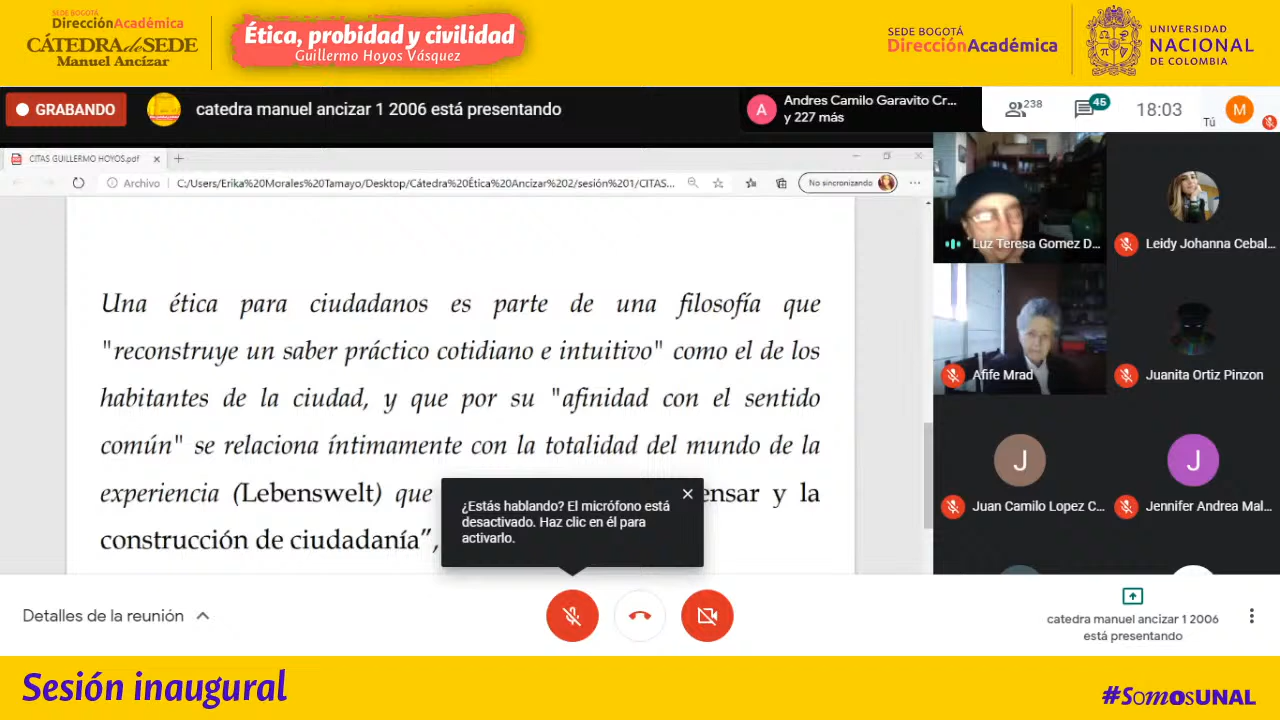 SEDE BOGOTÁ
DirecciónAcadémica
CÁTEDRA de SEDE
Manuel Ancízar
Ética, probidad y civilidad
Guillermo Hoyos Vásquez
SEDE BOGOTÁ
DirecciónAcadémica
UNIVERSIDAD
NACIONAL
DE COLOMBIA
GRABANDO
catedra manuel ancizar 1 2006 está presentando
A
Andres Camilo Garavito Cr...
y 227 más
238
45
18:03
Tú
M
CITAS GUILLERMO HOYOS.pdf
Archivo
C:/Users/Erika%20Morales%20Tamayo/Desktop/Cátedra%20Ética%20Ancizar%202/sesión%201/CITAS...
No sincronizando
Una ética para ciudadanos es parte de una filosofía que
"reconstruye un saber práctico cotidiano e intuitivo" como el de los
habitantes de la ciudad, y que por su "afinidad con el sentido
común" se relaciona íntimamente con la totalidad del mundo de la
experiencia (Lebenswelt) que ensar y la
construcción de ciudadanía”,
¿Estás hablando? El micrófono está
desactivado. Haz clic en él para
activarlo.
Luz Teresa Gomez D...
Leidy Johanna Cebal...
Afife Mrad
Juanita Ortiz Pinzon
J
J
Juan Camilo Lopez C...
Jennifer Andrea Mal...
Detalles de la reunión
catedra manuel ancizar 1 2006
está presentando
Sesión inaugural
#SomosUNAL